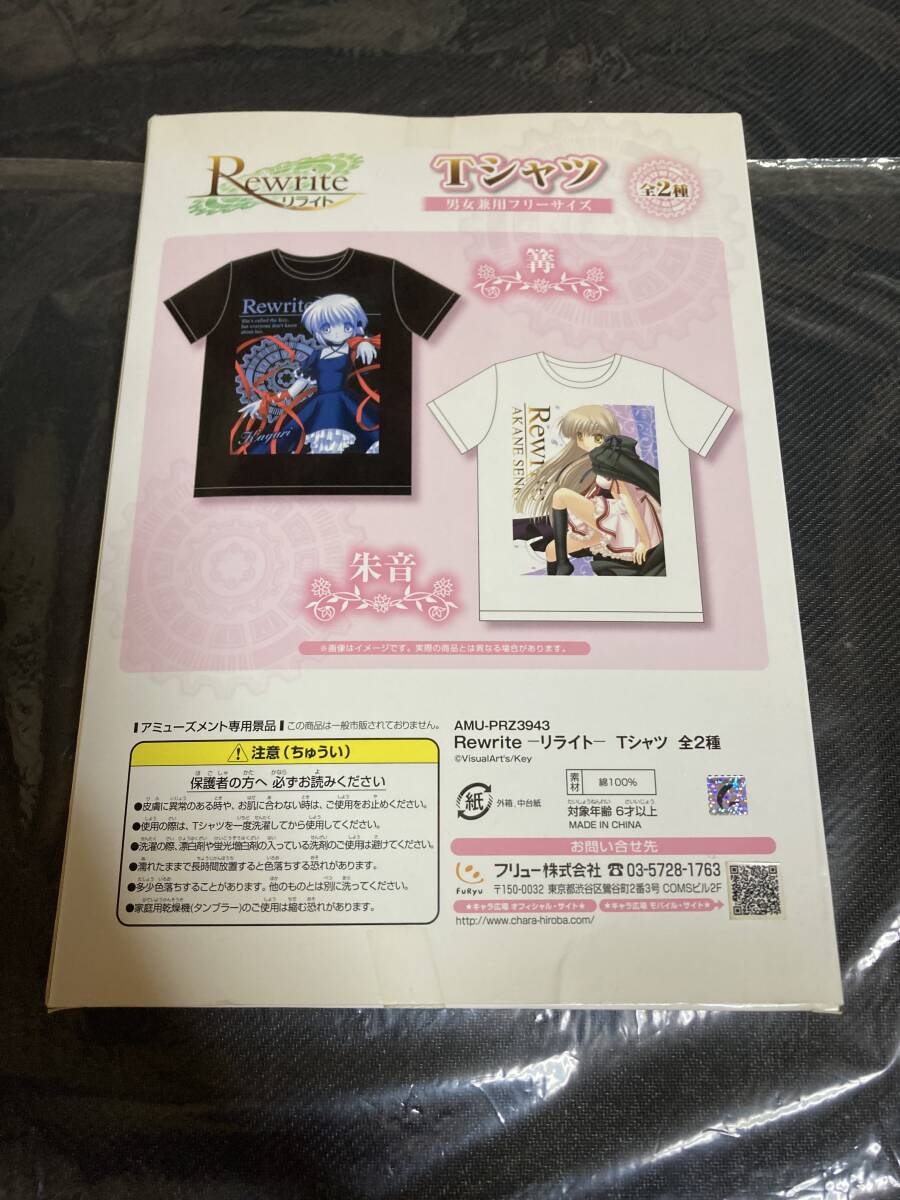 Rewrite
リライト
Tシャツ
男女兼用フリーサイズ
全2種
篝
Rewrite
She's called the Key,
but everyone don't know
about her.
Kagari
Rewrite
AKANE SEN
朱音
※画像はイメージです。実際の商品とは異なる場合があります。
アミューズメント専用景品 この商品は一般市販されておりません。
注意(ちゅうい)
保護者の方へ 必ずお読みください
●皮膚に異常のある時や、お肌に合わない時は、ご使用をお止めください。
●使用の際は、Tシャツを一度洗濯してから使用してください。
●洗濯の際、漂白剤や蛍光増白剤の入っている洗剤のご使用は避けてください。
●濡れたままで長時間放置すると色落ちする恐れがあります。
●多少色落ちすることがあります。他のものとは別に洗ってください。
●家庭用乾燥機(タンブラー)のご使用は縮む恐れがあります。
AMU-PRZ3943
Rewrite −リライト− Tシャツ 全2種
©VisualArt's/Key
紙 外箱、中台紙
素材 綿100%
対象年齢 6才以上
MADE IN CHINA
お問い合せ先
FuRyu フリュー株式会社 ☎03-5728-1763
〒150-0032 東京都渋谷区鶯谷町2番3号 COMSビル2F
★キャラ広場 オフィシャル・サイト★ ★キャラ広場 モバイル・サイト★
http://www.chara-hiroba.com/